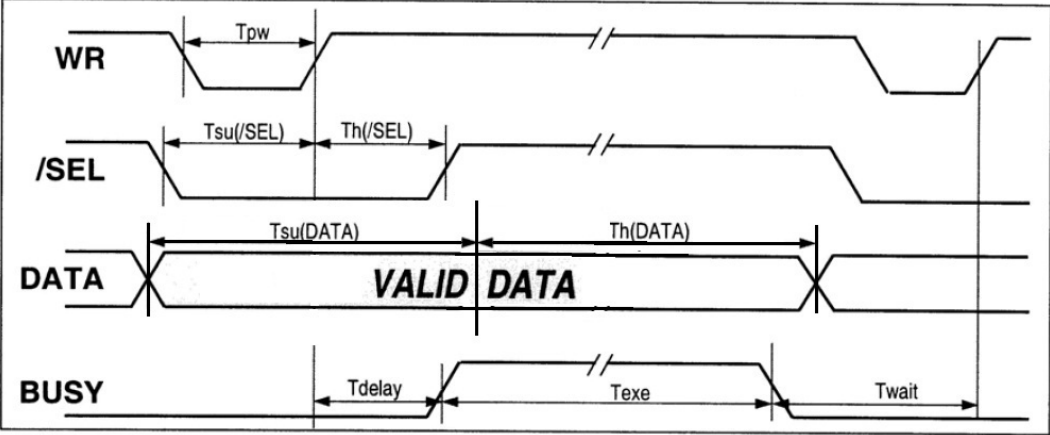 WR
Tpw
/SEL
Tsu(/SEL)
Th(/SEL)
DATA
Tsu(DATA)
Th(DATA)
VALID DATA
BUSY
Tdelay
Texe
Twait